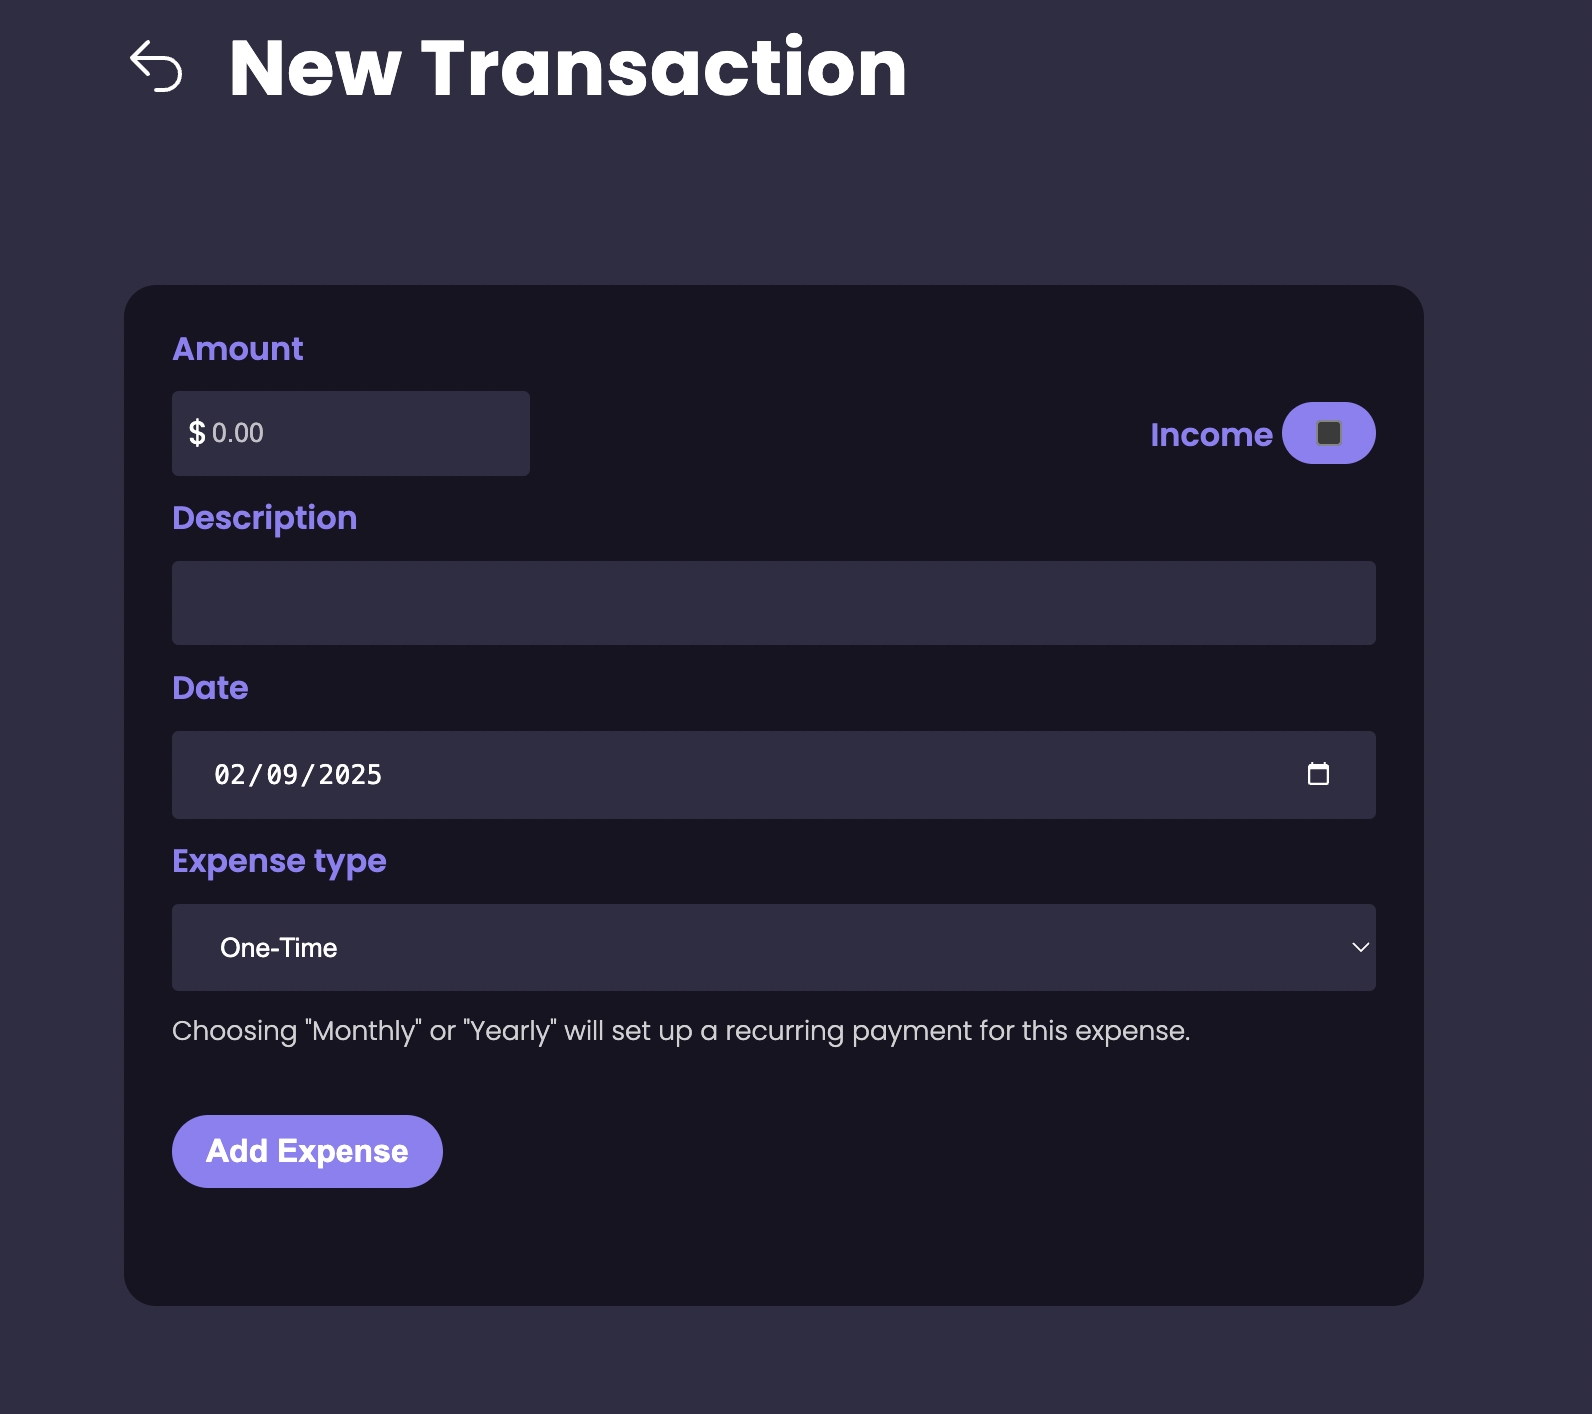 New Transaction
Amount
$ 0.00
Income
Description
Date
02/09/2025
Expense type
One-Time
Choosing "Monthly" or "Yearly" will set up a recurring payment for this expense.
Add Expense